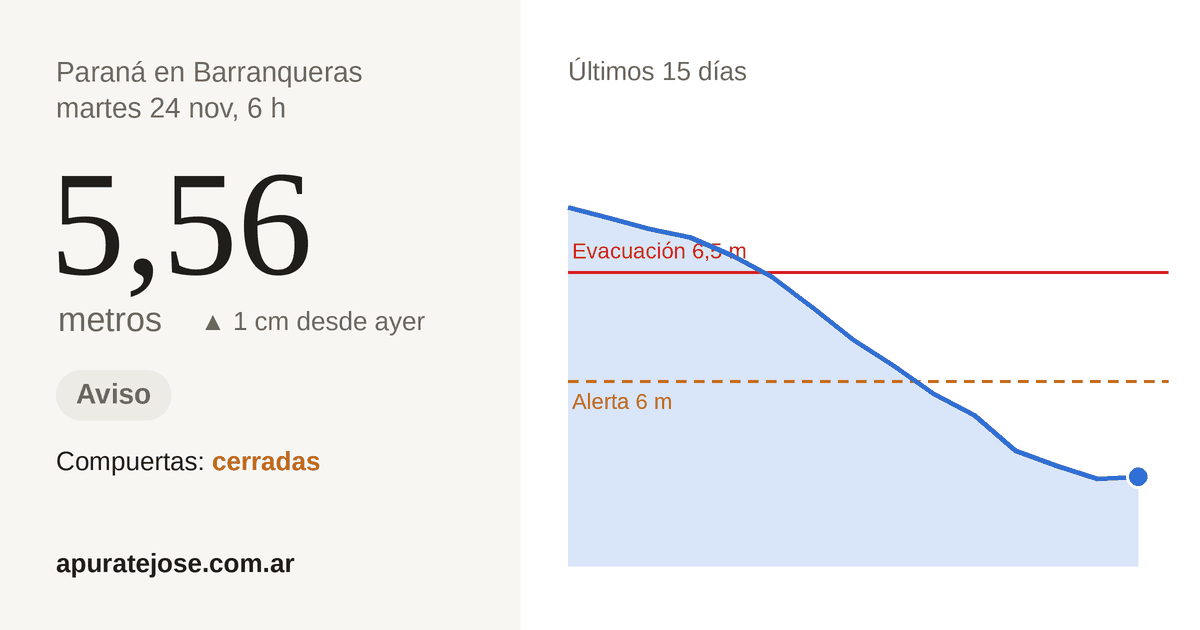 Paraná en Barranqueras
martes 24 nov, 6 h
5,56
metros ▲ 1 cm desde ayer
Aviso
Compuertas: cerradas
apuratejose.com.ar
Últimos 15 días
Evacuación 6,5 m
Alerta 6 m